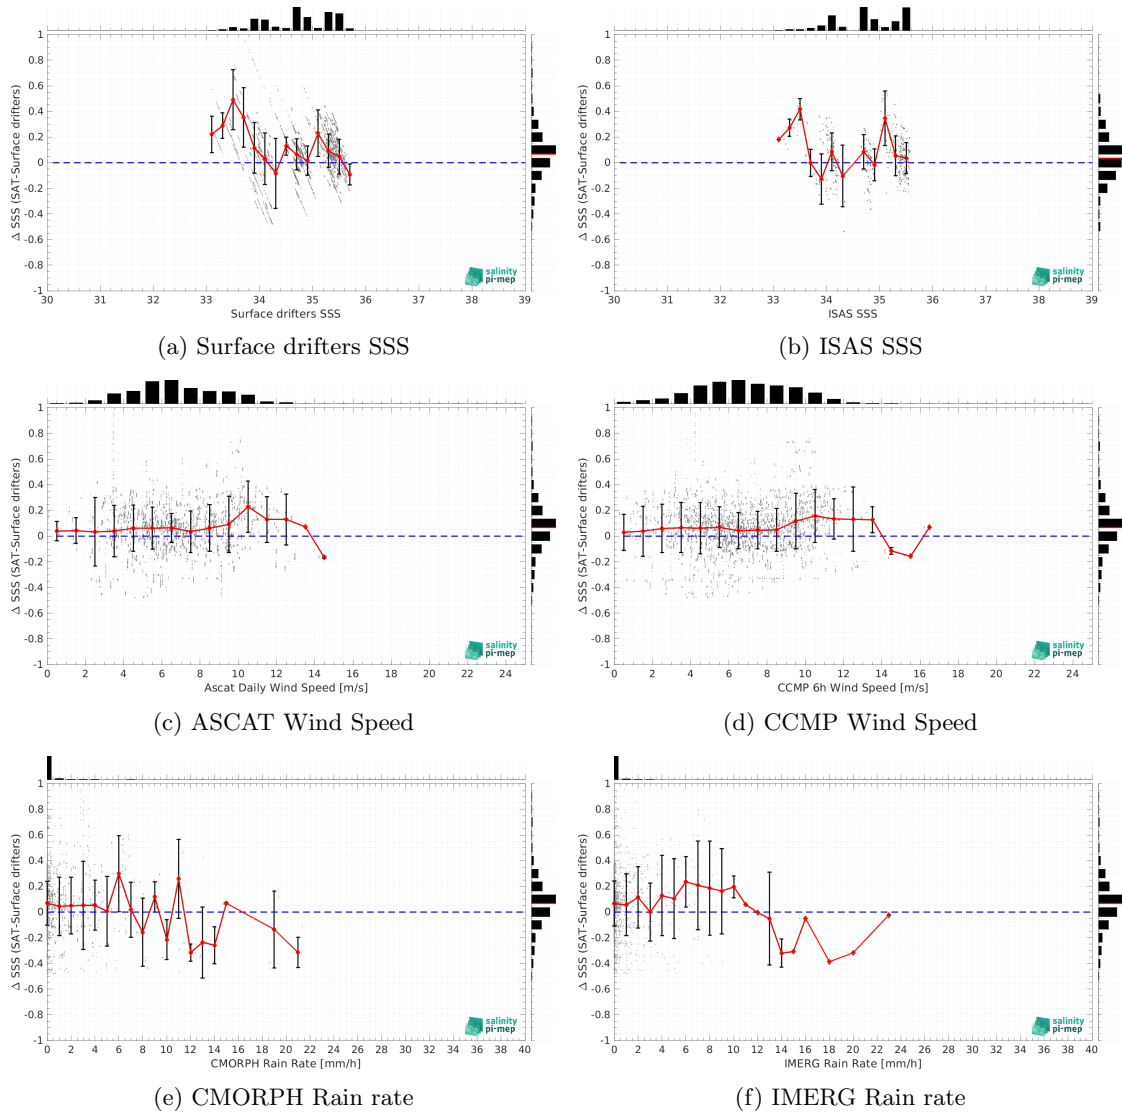 1
0.8
0.6
0.4
0.2
0
-0.2
-0.4
-0.6
-0.8
-1
Δ SSS (SAT-Surface drifters)
30 31 32 33 34 35 36 37 38 39
Surface drifters SSS
salinity
pi-mep
(a) Surface drifters SSS
1
0.8
0.6
0.4
0.2
0
-0.2
-0.4
-0.6
-0.8
-1
Δ SSS (SAT-Surface drifters)
30 31 32 33 34 35 36 37 38 39
ISAS SSS
salinity
pi-mep
(b) ISAS SSS
1
0.8
0.6
0.4
0.2
0
-0.2
-0.4
-0.6
-0.8
-1
Δ SSS (SAT-Surface drifters)
0 2 4 6 8 10 12 14 16 18 20 22 24
Ascat Daily Wind Speed [m/s]
salinity
pi-mep
(c) ASCAT Wind Speed
1
0.8
0.6
0.4
0.2
0
-0.2
-0.4
-0.6
-0.8
-1
Δ SSS (SAT-Surface drifters)
0 2 4 6 8 10 12 14 16 18 20 22 24
CCMP 6h Wind Speed [m/s]
salinity
pi-mep
(d) CCMP Wind Speed
1
0.8
0.6
0.4
0.2
0
-0.2
-0.4
-0.6
-0.8
-1
Δ SSS (SAT-Surface drifters)
0 2 4 6 8 10 12 14 16 18 20 22 24 26 28 30 32 34 36 38 40
CMORPH Rain Rate [mm/h]
salinity
pi-mep
(e) CMORPH Rain rate
1
0.8
0.6
0.4
0.2
0
-0.2
-0.4
-0.6
-0.8
-1
Δ SSS (SAT-Surface drifters)
0 2 4 6 8 10 12 14 16 18 20 22 24 26 28 30 32 34 36 38 40
IMERG Rain Rate [mm/h]
salinity
pi-mep
(f) IMERG Rain rate